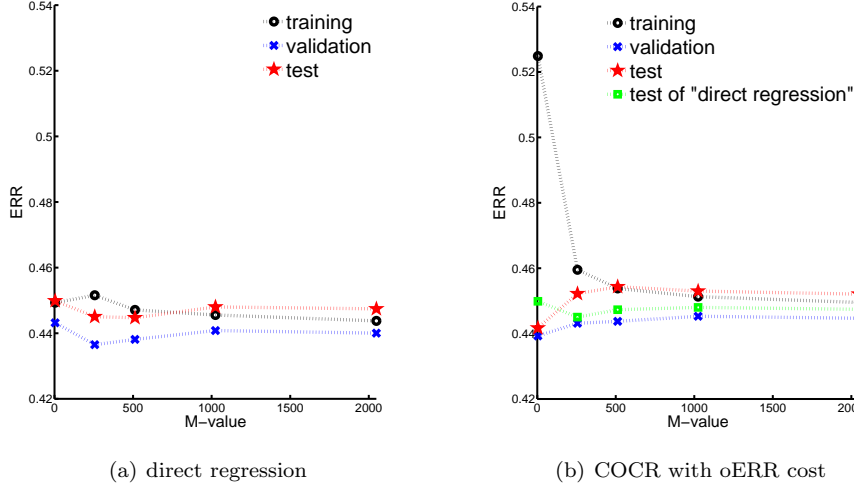 0.54
0.52
0.5
0.48
0.46
0.44
0.42
ERR
0 500 1000 1500 2000
M−value
training
validation
test
(a) direct regression
0.54
0.52
0.5
0.48
0.46
0.44
0.42
ERR
0 500 1000 1500 2000
M−value
training
validation
test
test of "direct regression"
(b) COCR with oERR cost